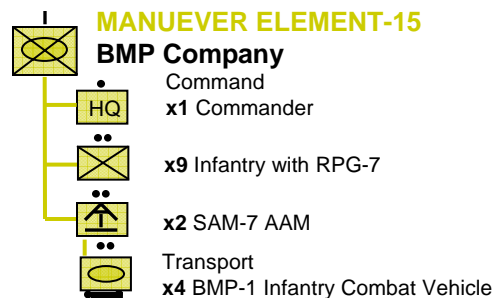 MANUEVER ELEMENT-15
BMP Company
Command
HQ
x1 Commander
x9 Infantry with RPG-7
x2 SAM-7 AAM
Transport
x4 BMP-1 Infantry Combat Vehicle